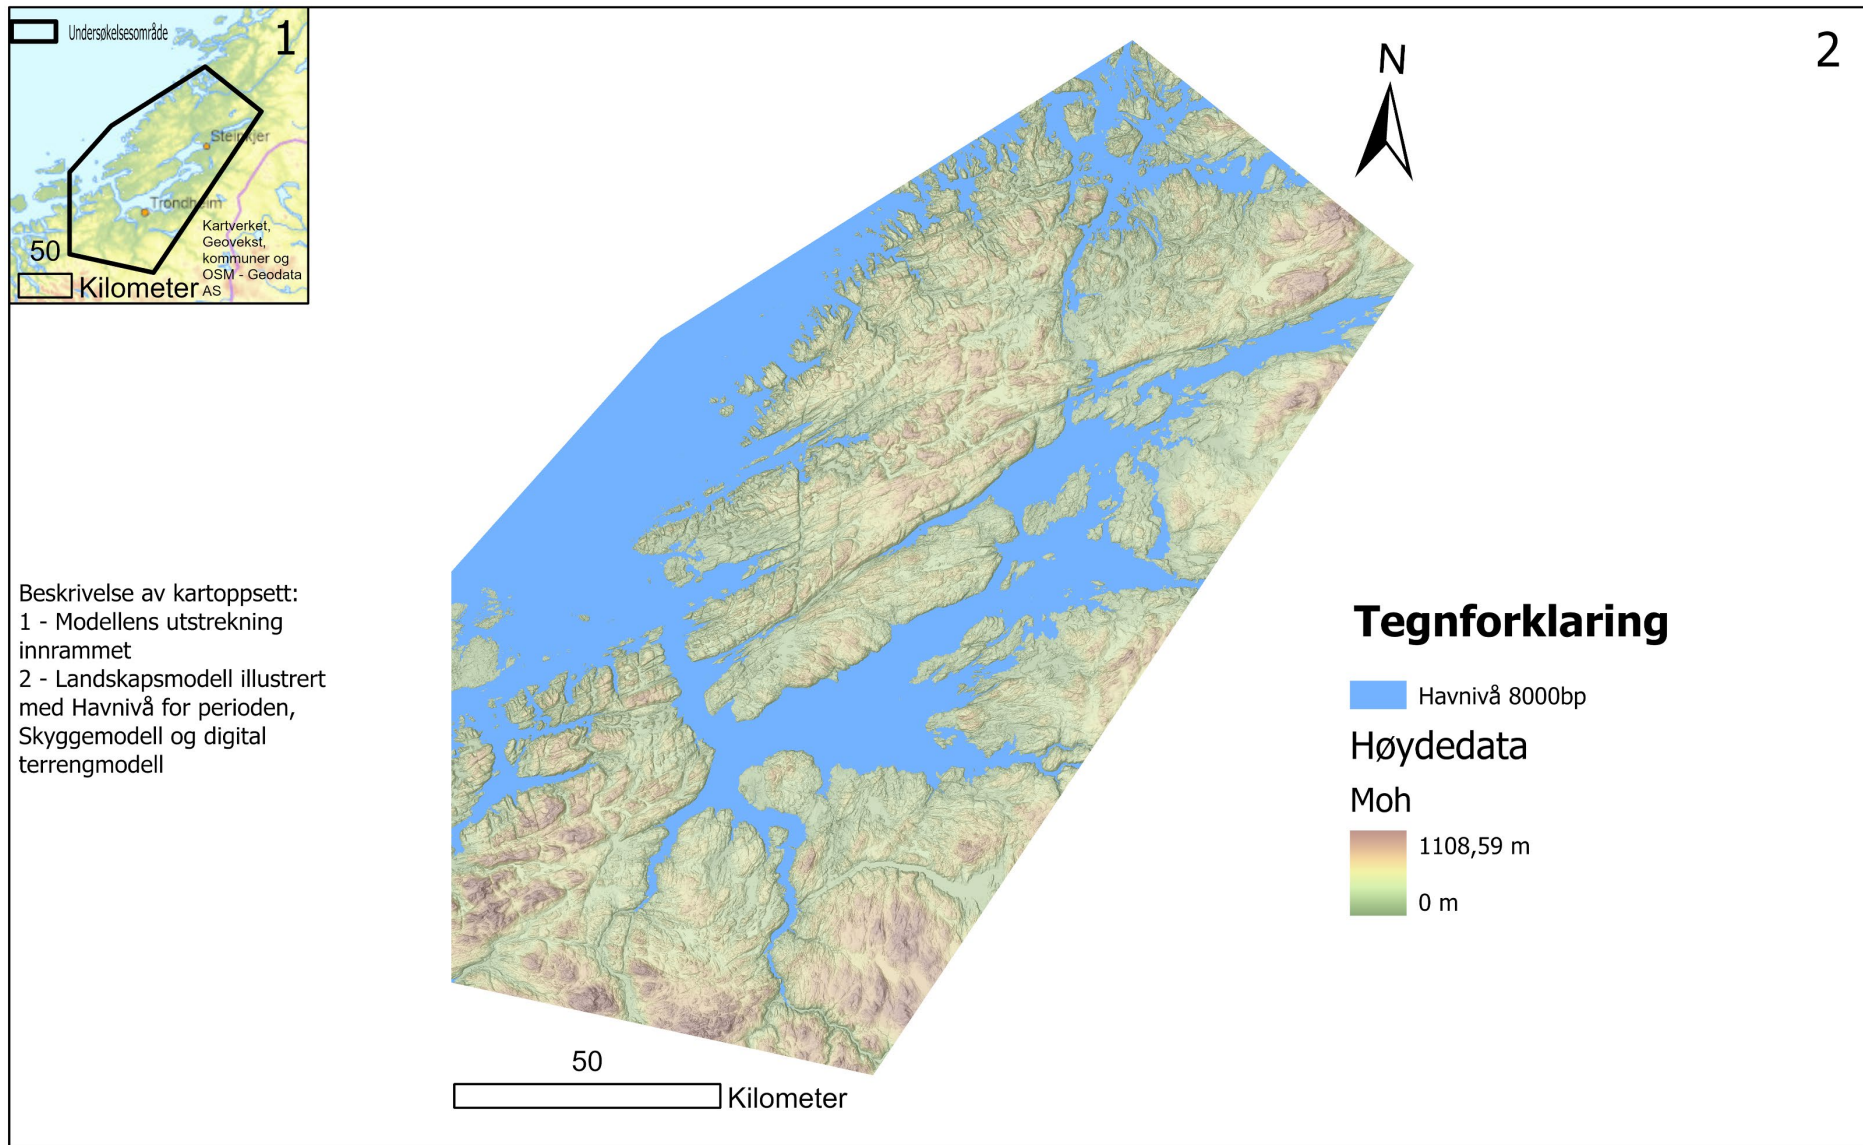 Undersøkelsesområde
1
Steinkjer
Trondheim
Kartverket,
Geovekst,
kommuner og
OSM - Geodata
AS
50
Kilometer
2
N
Beskrivelse av kartoppsett:
1 - Modellens utstrekning
innrammet
2 - Landskapsmodell illustrert
med Havnivå for perioden,
Skyggemodell og digital
terrengmodell
Tegnforklaring
Havnivå 8000bp
Høydedata
Moh
1108,59 m
0 m
50
Kilometer